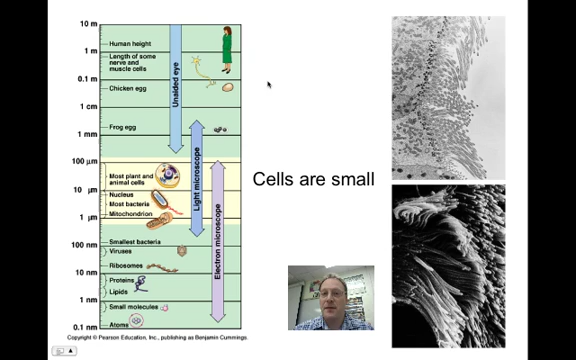 10 m
Human height
1 m
Length of some
nerve and
muscle cells
0.1 m
Chicken egg
1 cm
Frog egg
1 mm
100 µm
Most plant and
animal cells
10 µm
Nucleus
Most bacteria
Mitochondrion
1 µm
Smallest bacteria
100 nm
Viruses
Ribosomes
10 nm
Proteins
Lipids
1 nm
Small molecules
0.1 nm
Atoms
Unaided eye
Light microscope
Electron microscope
Copyright © Pearson Education, Inc., publishing as Benjamin Cummings.
Cells are small